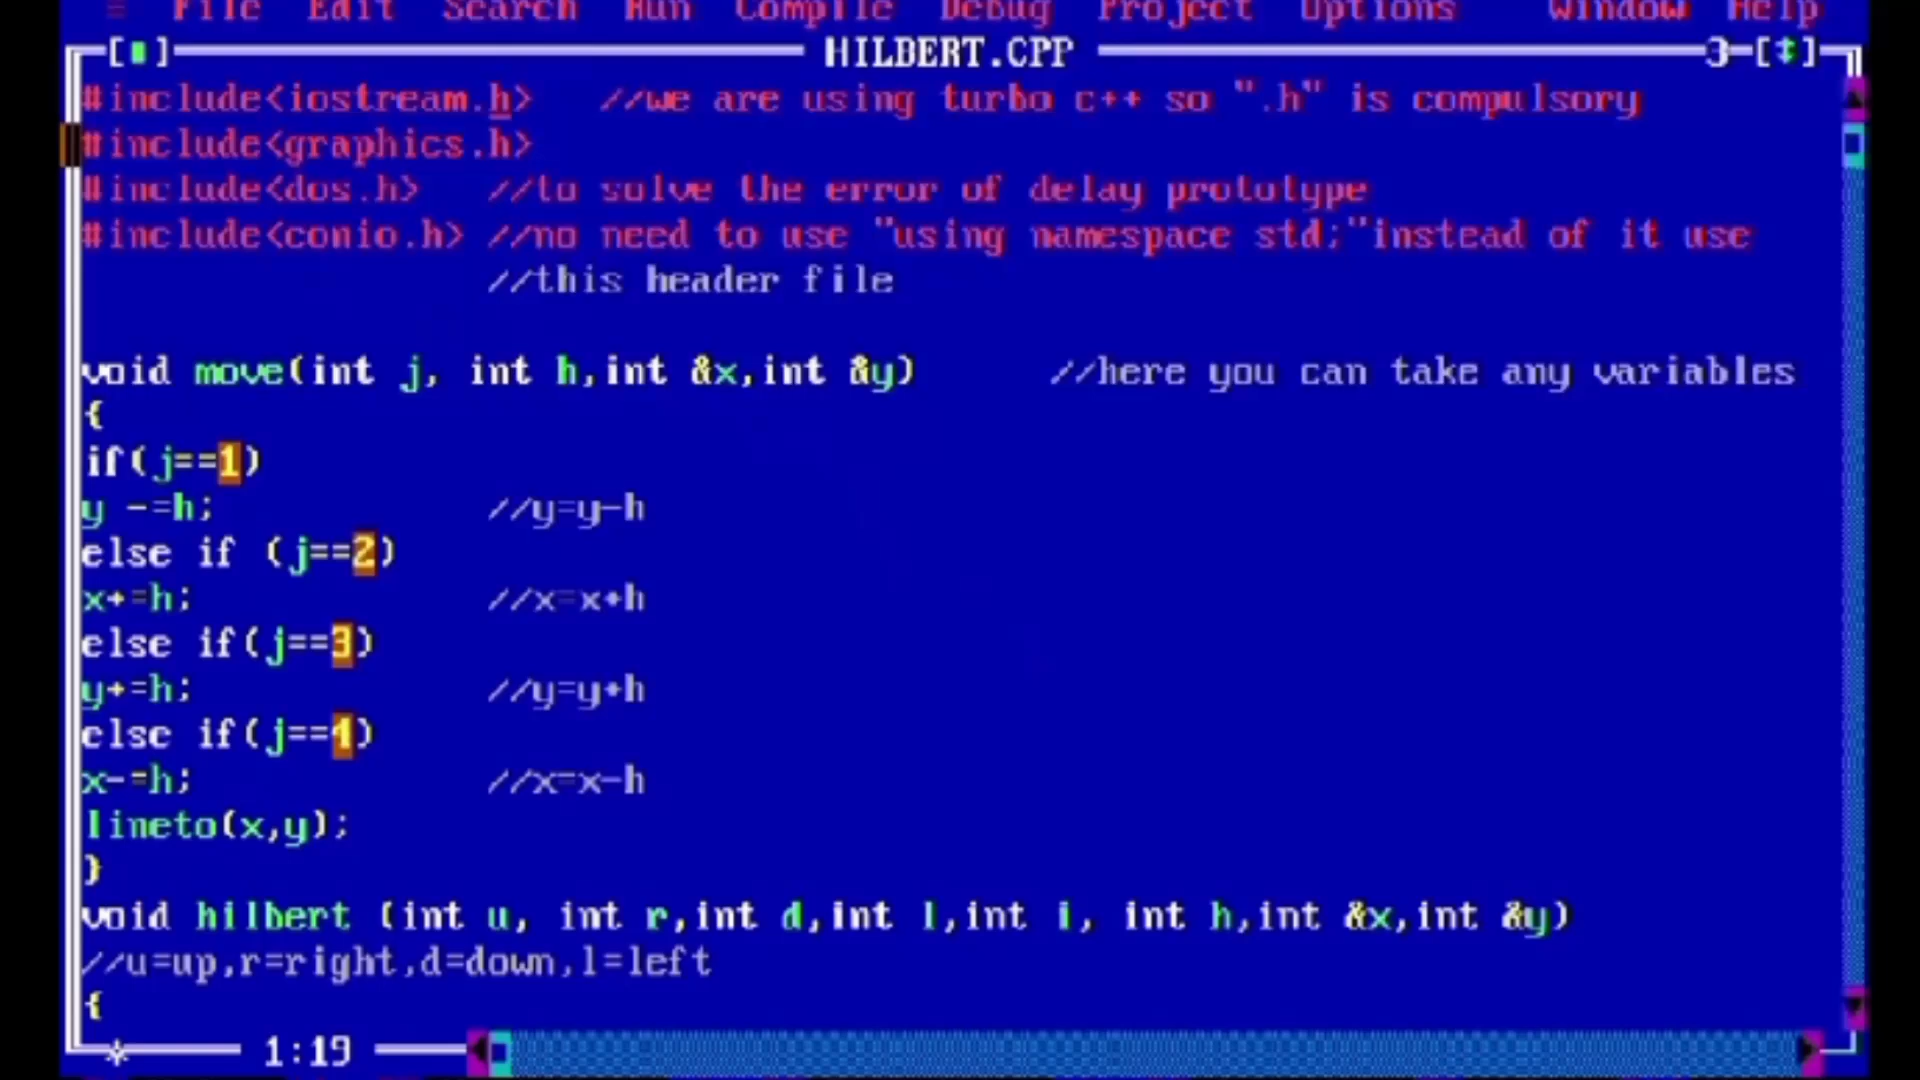 ≡ File Edit Search Run Compile Debug Project Options Window Help
[■] HILBERT.CPP 3 [↕]
#include<iostream.h> //we are using turbo c++ so ".h" is compulsory
#include<graphics.h>
#include<dos.h> //to solve the error of delay prototype
#include<conio.h> //no need to use "using namespace std;"instead of it use
//this header file
void move(int j, int h,int &x,int &y) //here you can take any variables
{
if(j==1)
y -=h; //y=y-h
else if (j==2)
x+=h; //x=x+h
else if(j==3)
y+=h; //y=y+h
else if(j==4)
x-=h; //x=x-h
lineto(x,y);
}
void hilbert (int u, int r,int d,int l,int i, int h,int &x,int &y)
//u=up,r=right,d=down,l=left
{
1:19